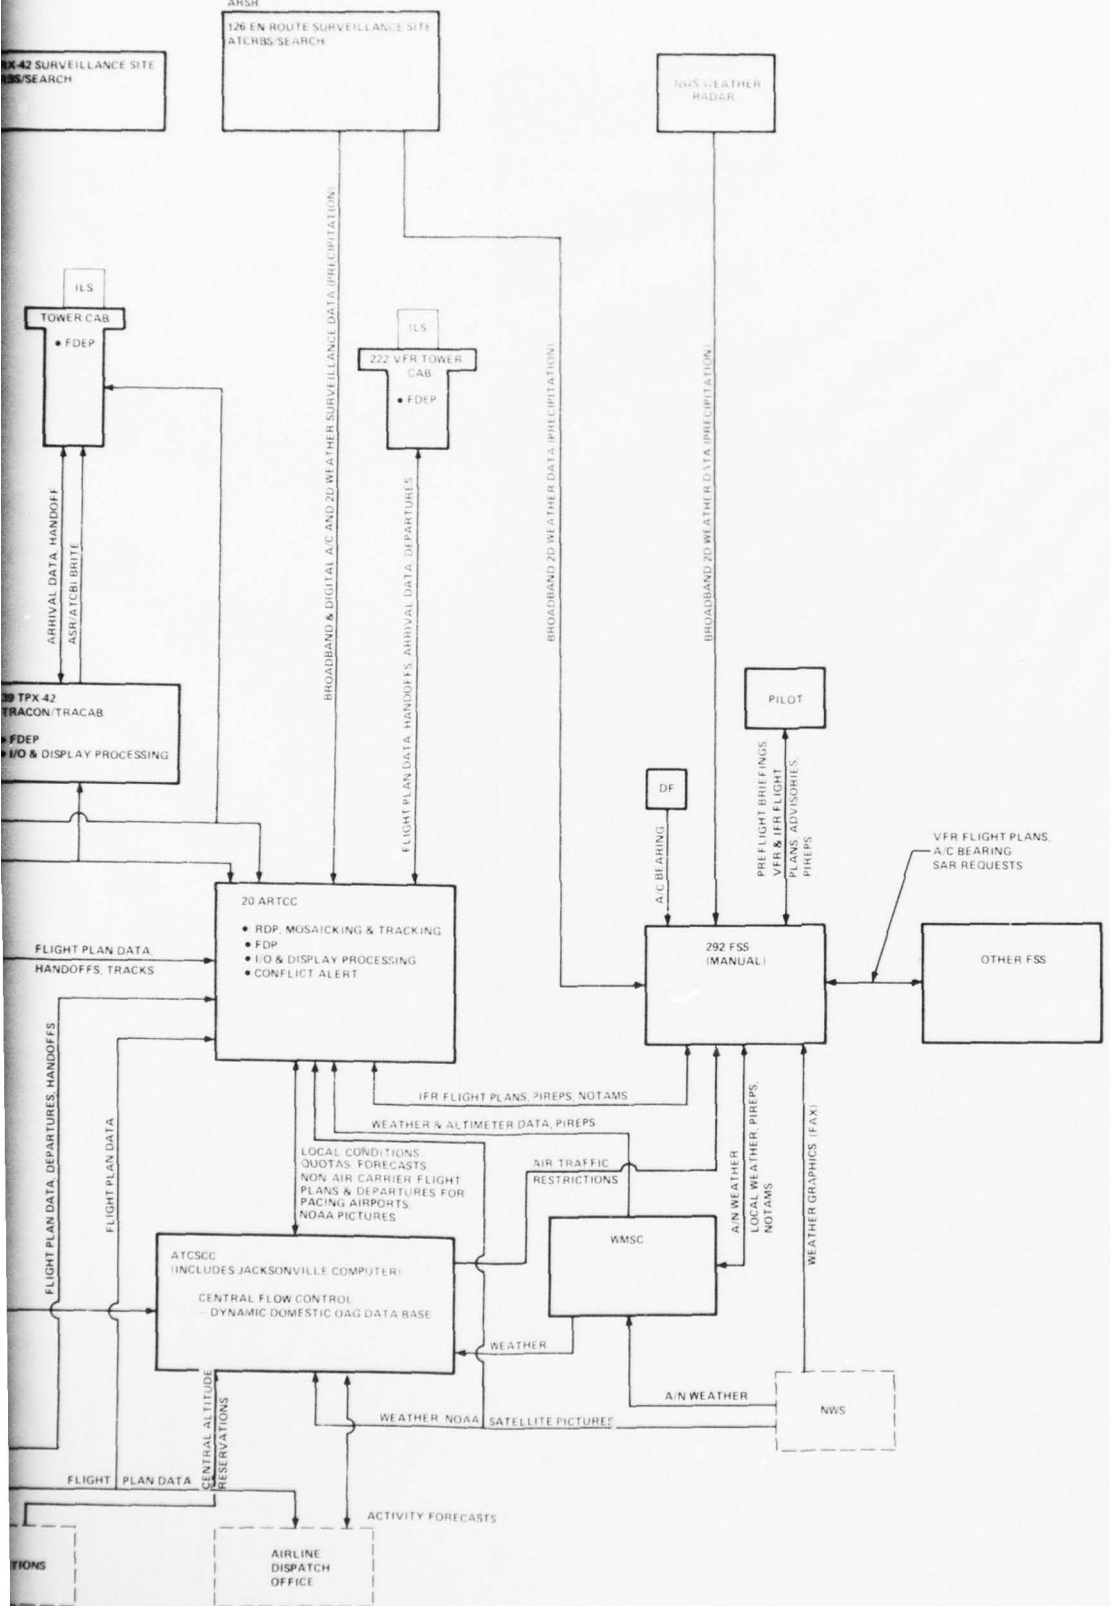 ARSR
126 EN ROUTE SURVEILLANCE SITE
ATCRBS/SEARCH
RX-42 SURVEILLANCE SITE
RBS/SEARCH
NWS WEATHER
RADAR
ILS
TOWER CAB
• FDEP
ILS
222 VFR TOWER
CAB
• FDEP
BROADBAND & DIGITAL A/C AND 2D WEATHER SURVEILLANCE DATA (PRECIPITATION)
BROADBAND 2D WEATHER DATA (PRECIPITATION)
BROADBAND 2D WEATHER DATA (PRECIPITATION)
ARRIVAL DATA, HANDOFF
ASR/ATCBI BRITE
FLIGHT PLAN DATA, HANDOFFS, ARRIVAL DATA, DEPARTURES
39 TPX-42
TRACON/TRACAB
• FDEP
• I/O & DISPLAY PROCESSING
PILOT
DF
A/C BEARING
PREFLIGHT BRIEFINGS,
VFR & IFR FLIGHT
PLANS, ADVISORIES,
PIREPS
VFR FLIGHT PLANS,
A/C BEARING
SAR REQUESTS
20 ARTCC
• RDP, MOSAICKING & TRACKING
• FDP
• I/O & DISPLAY PROCESSING
• CONFLICT ALERT
292 FSS
(MANUAL)
OTHER FSS
FLIGHT PLAN DATA,
HANDOFFS, TRACKS
FLIGHT PLAN DATA, DEPARTURES, HANDOFFS
FLIGHT PLAN DATA
IFR FLIGHT PLANS, PIREPS, NOTAMS
WEATHER & ALTIMETER DATA, PIREPS
LOCAL CONDITIONS
QUOTAS FORECASTS
NON AIR CARRIER FLIGHT
PLANS & DEPARTURES FOR
PACING AIRPORTS,
NOAA PICTURES
AIR TRAFFIC
RESTRICTIONS
A/N WEATHER
LOCAL WEATHER, PIREPS,
NOTAMS
WEATHER GRAPHICS (FAX)
WMSC
ATCSCC
(INCLUDES JACKSONVILLE COMPUTER)
CENTRAL FLOW CONTROL
– DYNAMIC DOMESTIC OAG DATA BASE
WEATHER
A/N WEATHER
NWS
CENTRAL ALTITUDE
RESERVATIONS
WEATHER NOAA SATELLITE PICTURES
FLIGHT PLAN DATA
ACTIVITY FORECASTS
TIONS
AIRLINE
DISPATCH
OFFICE